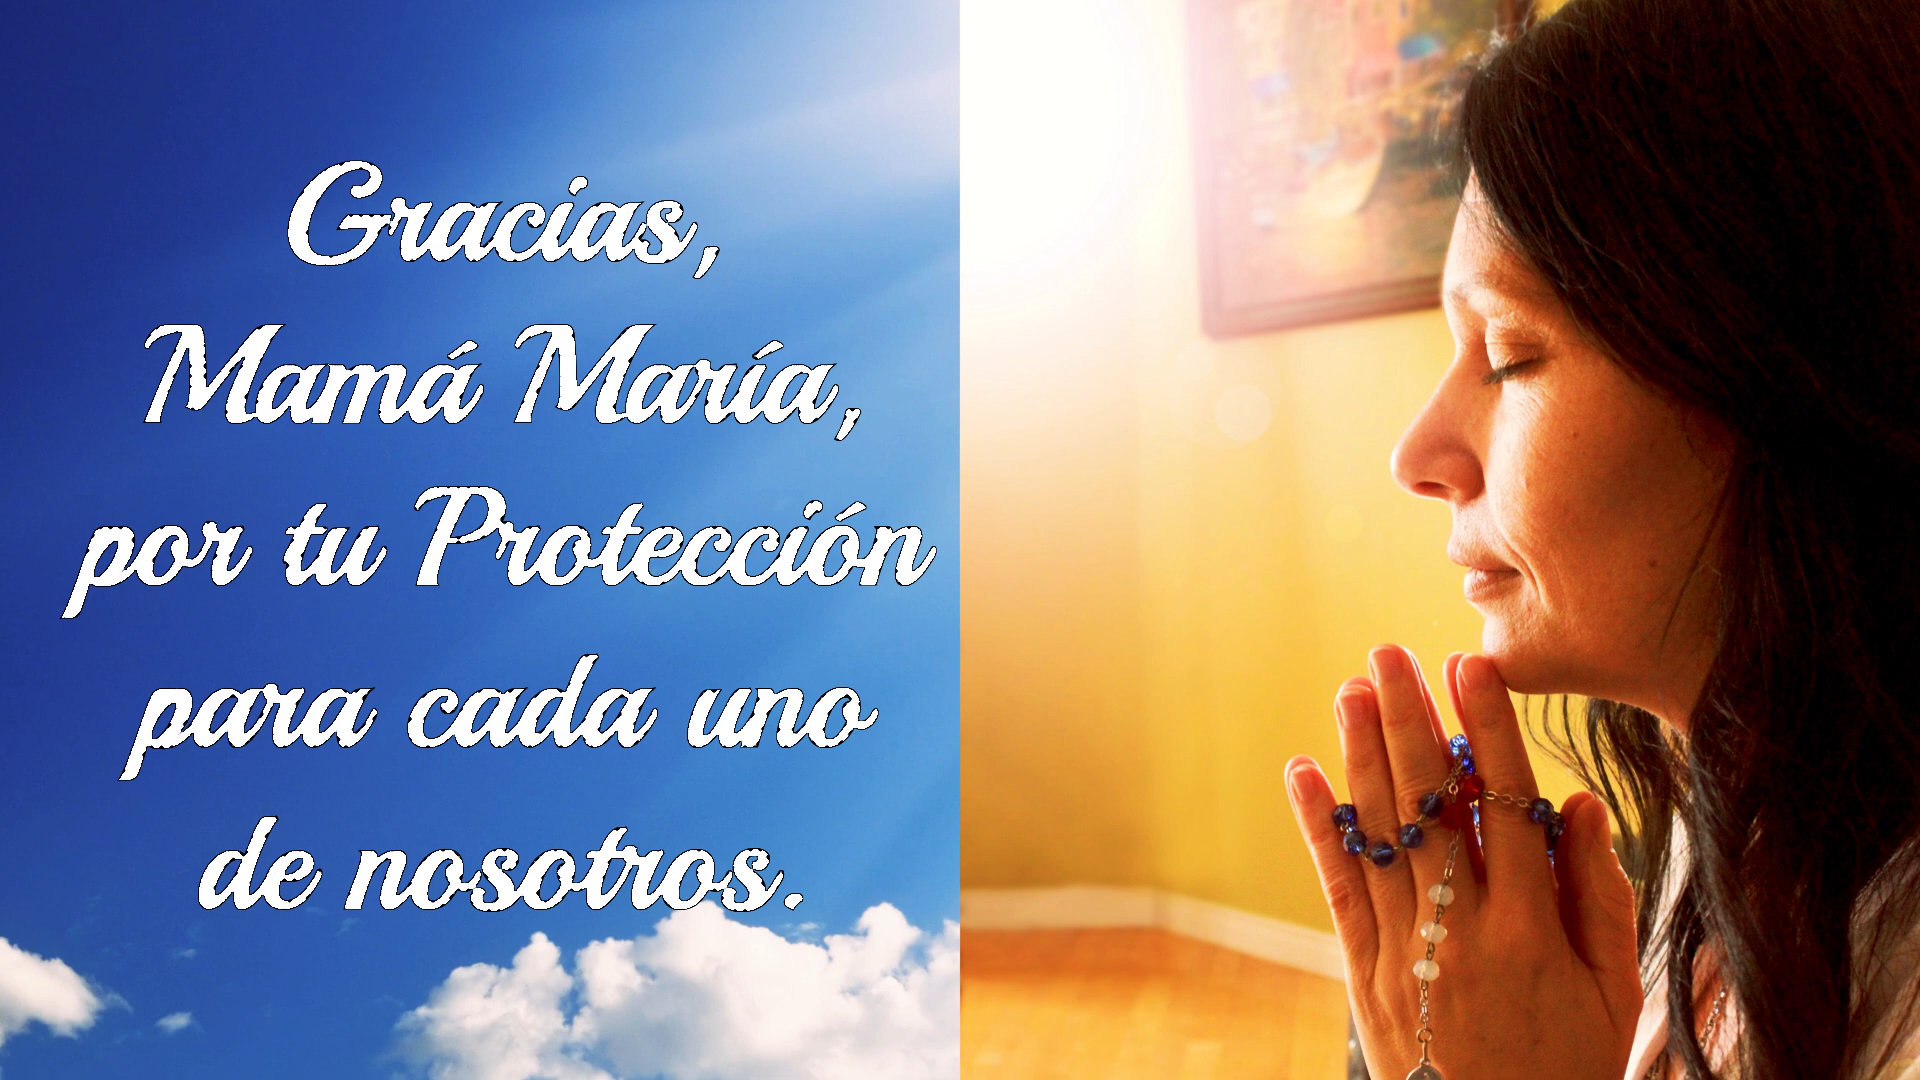 Gracias,
Mamá María,
por tu Protección
para cada uno
de nosotros.